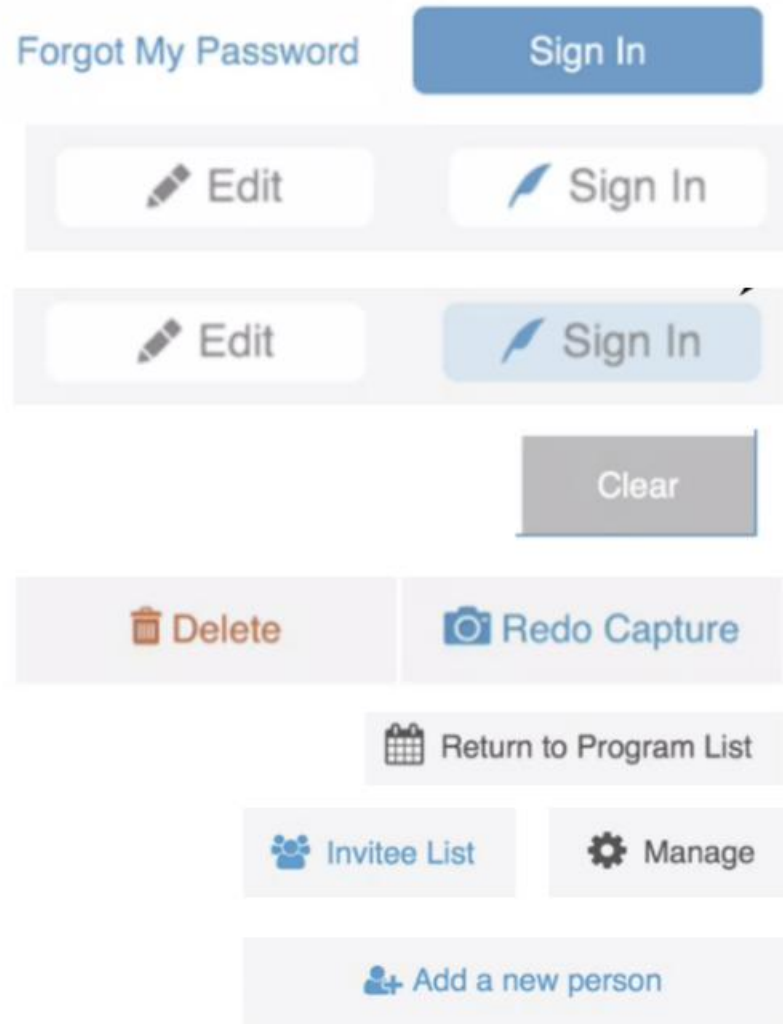 Forgot My Password Sign In
Edit Sign In
Edit Sign In
Clear
Delete Redo Capture
Return to Program List
Invitee List Manage
Add a new person